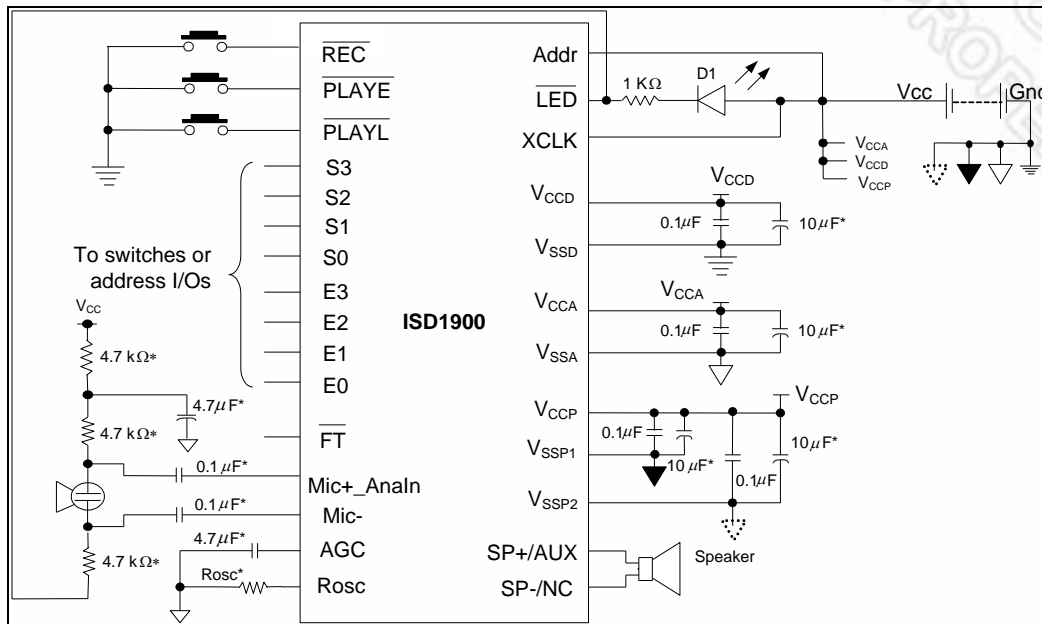 REC
PLAYE
PLAYL
S3
S2
S1
S0
E3
E2
E1
E0
FT
Mic+_AnaIn
Mic-
AGC
Rosc
To switches or
address I/Os
VCC
4.7 kΩ*
4.7μF*
4.7 kΩ*
0.1μF*
0.1μF*
4.7 kΩ*
4.7μF*
Rosc*
ISD1900
Addr
LED
XCLK
VCCD
VSSD
VCCA
VSSA
VCCP
VSSP1
VSSP2
SP+/AUX
SP-/NC
1 KΩ
D1
Vcc
Gnd
VCCA
VCCD
VCCP
VCCD
0.1μF
10μF*
VCCA
0.1μF
10μF*
VCCP
0.1μF
10μF*
0.1μF
10μF*
Speaker